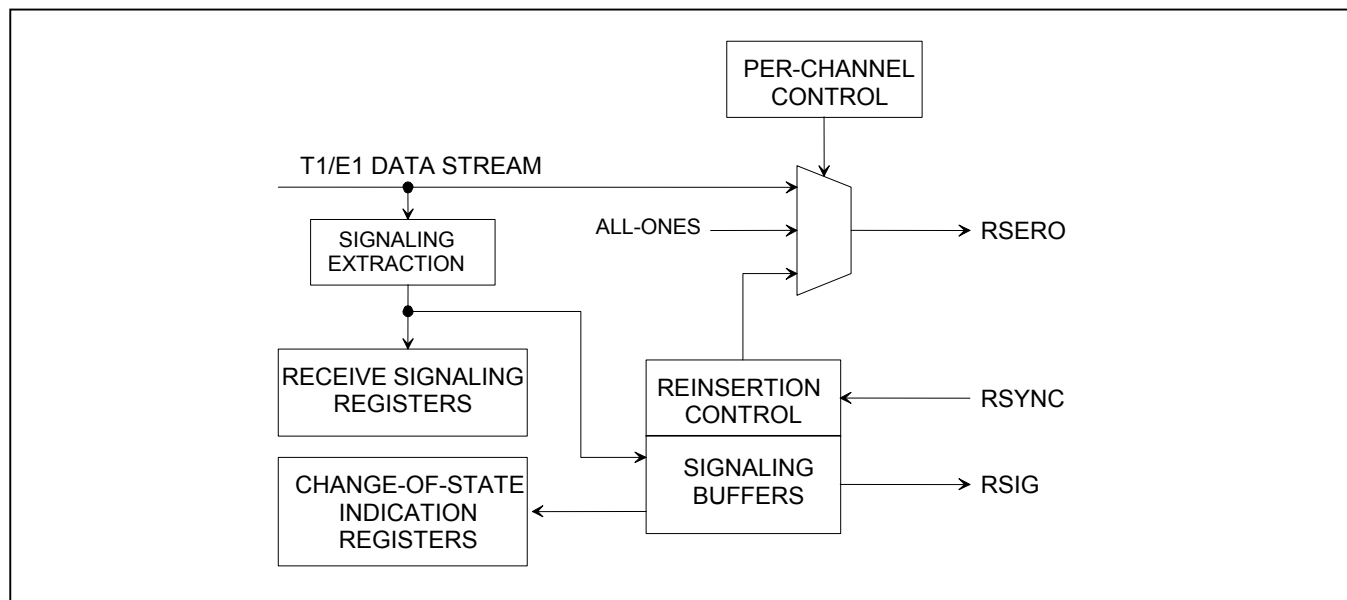 PER-CHANNEL
CONTROL
T1/E1 DATA STREAM
ALL-ONES
RSERO
SIGNALING
EXTRACTION
RECEIVE SIGNALING
REGISTERS
REINSERTION
CONTROL
RSYNC
SIGNALING
BUFFERS
RSIG
CHANGE-OF-STATE
INDICATION
REGISTERS